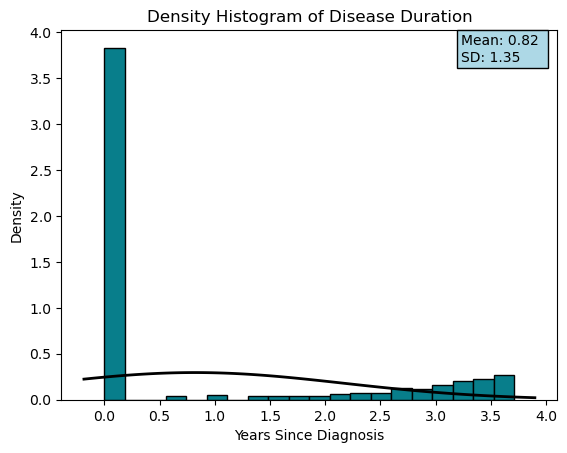 Density Histogram of Disease Duration
Mean: 0.82
SD: 1.35
4.0
3.5
3.0
2.5
2.0
1.5
1.0
0.5
0.0
Density
0.0 0.5 1.0 1.5 2.0 2.5 3.0 3.5 4.0
Years Since Diagnosis